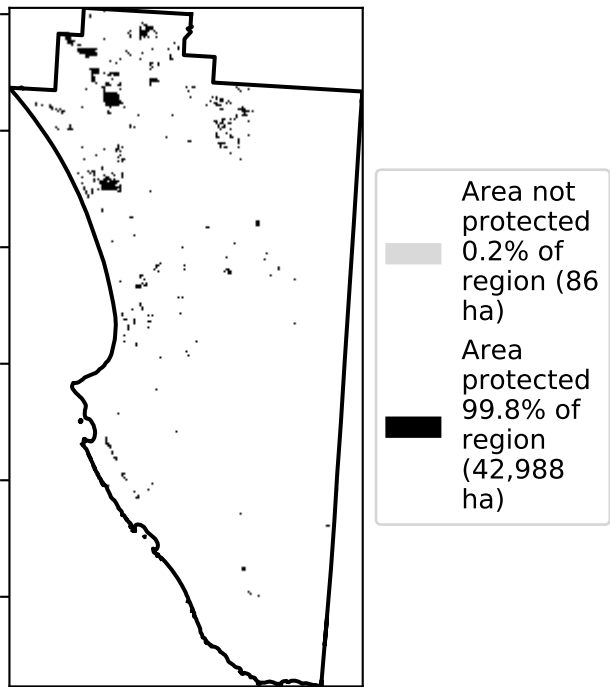 Area not
protected
0.2% of
region (86
ha)
Area
protected
99.8% of
region
(42,988
ha)